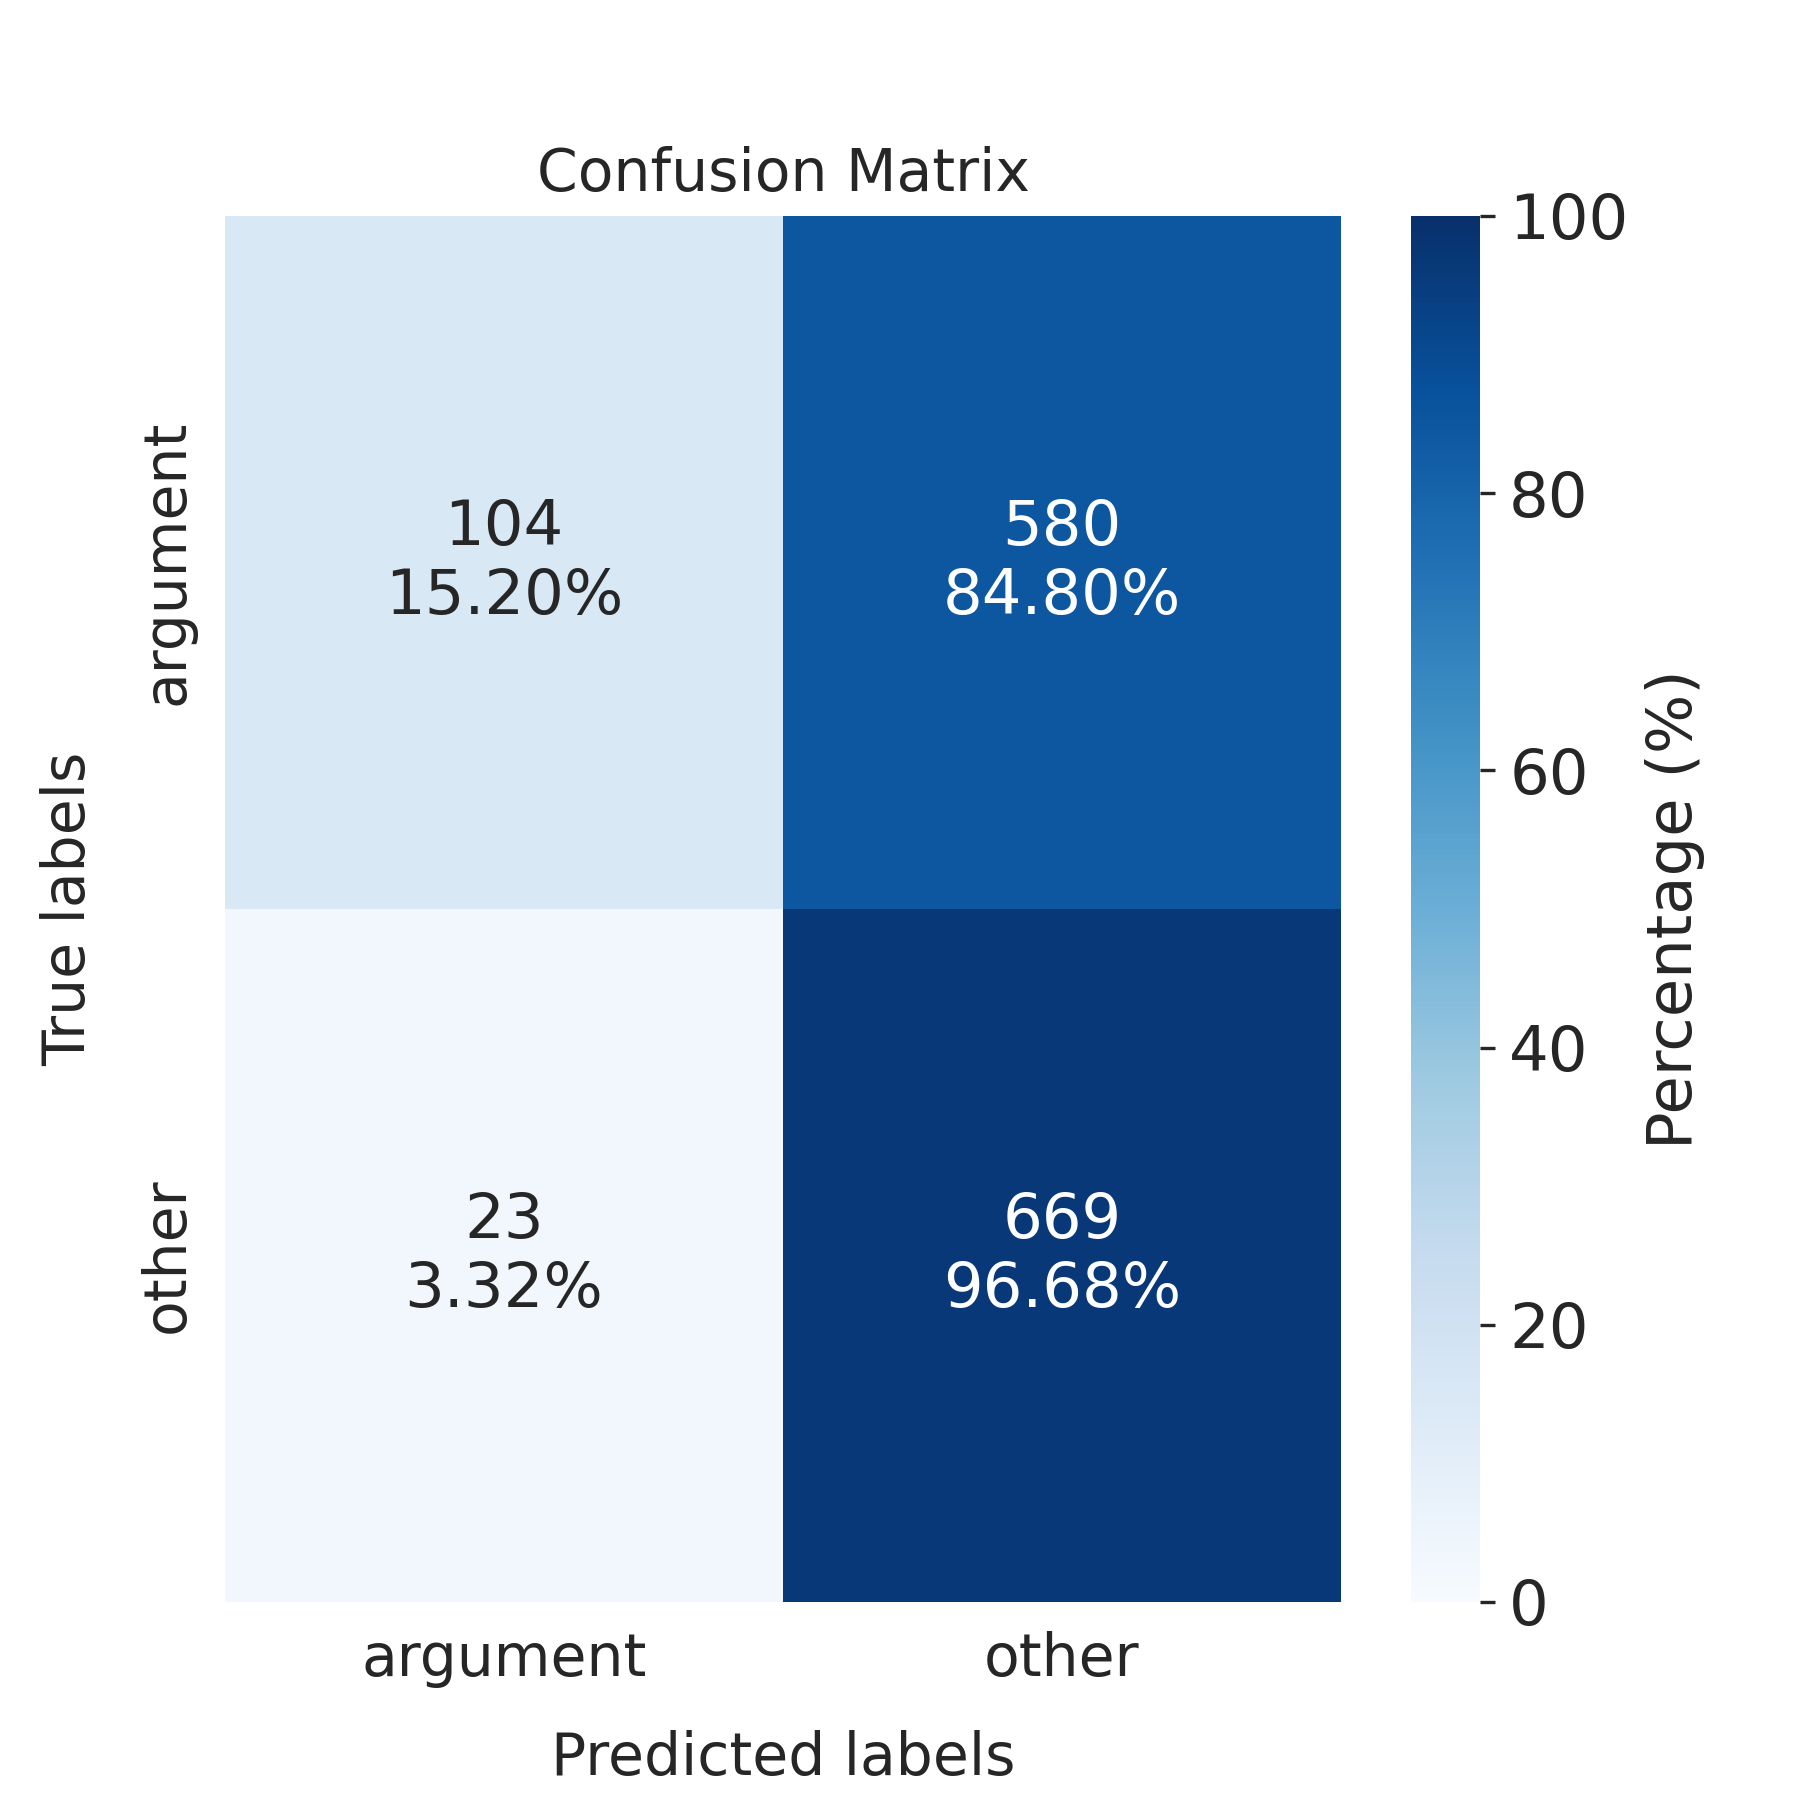 Confusion Matrix
True labels
argument
104
15.20%
580
84.80%
other
23
3.32%
669
96.68%
argument
other
Predicted labels
100
80
60
40
20
0
Percentage (%)